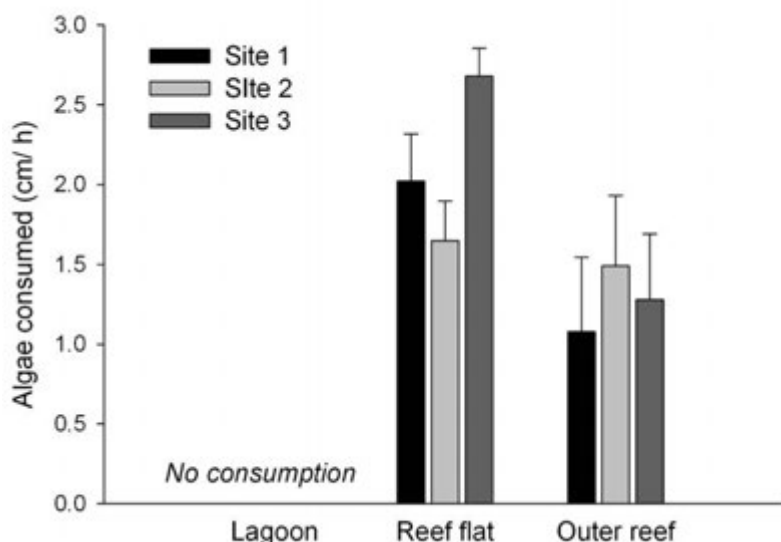 Algae consumed (cm/ h)
3.0
2.5
2.0
1.5
1.0
0.5
0.0
Site 1
SIte 2
Site 3
No consumption
Lagoon Reef flat Outer reef